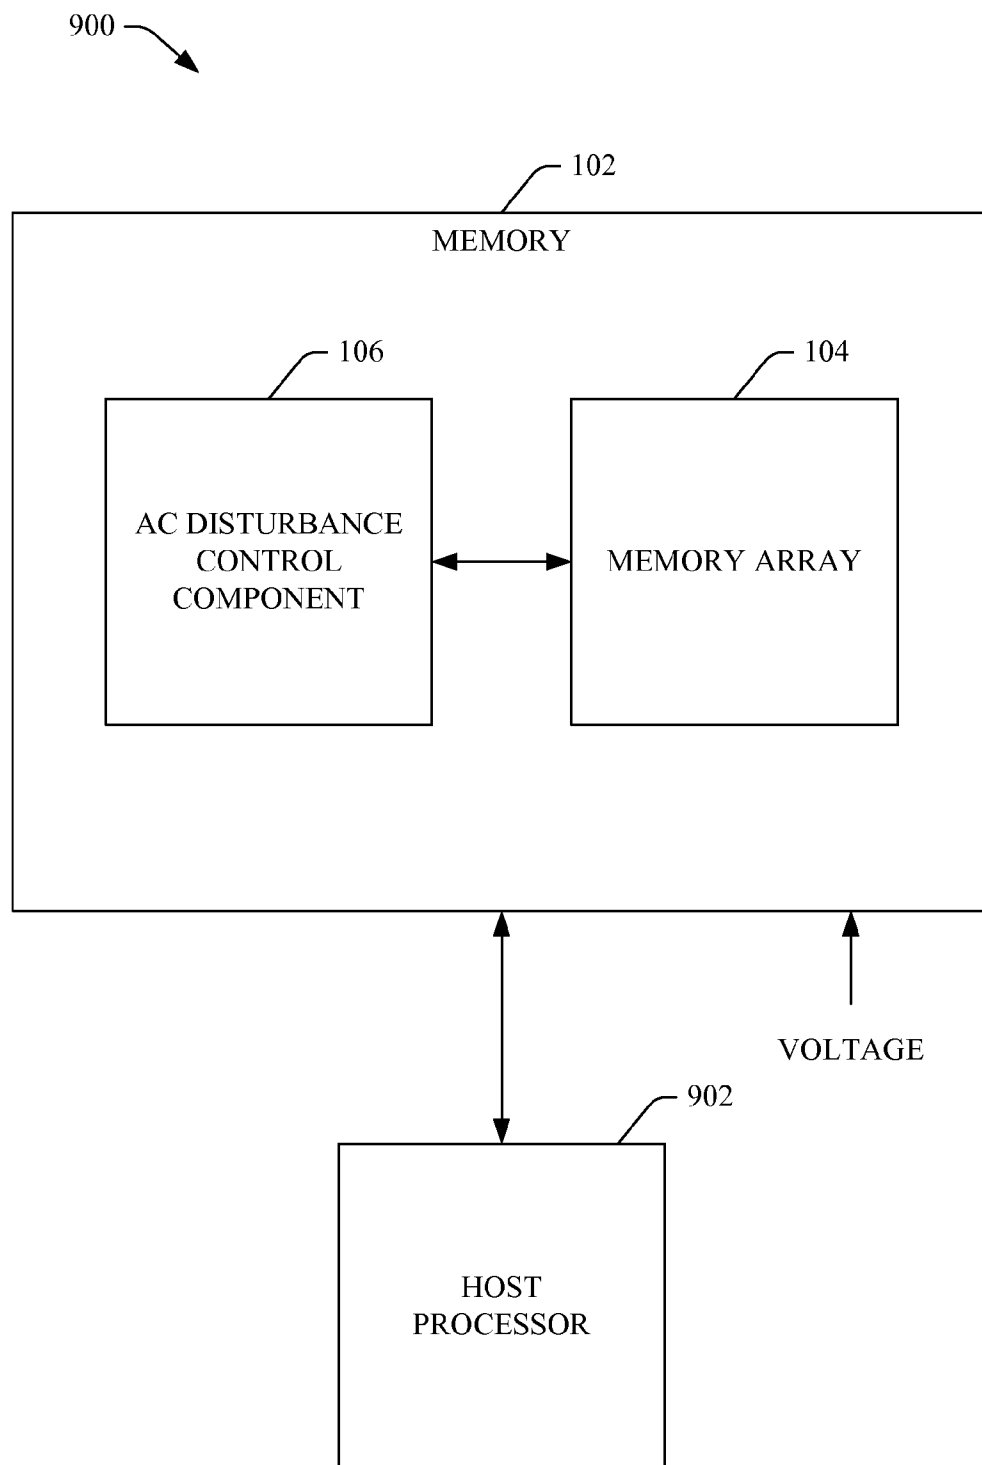 900
102
MEMORY
106
104
AC DISTURBANCE
CONTROL
COMPONENT
MEMORY ARRAY
VOLTAGE
902
HOST
PROCESSOR